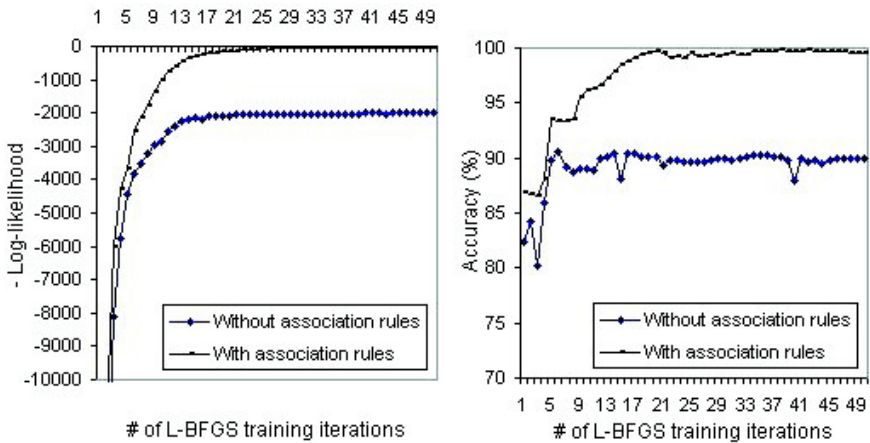 1 5 9 13 17 21 25 29 33 37 41 45 49
0
-1000
-2000
-3000
-4000
-5000
-6000
-7000
-8000
-9000
-10000
- Log-likelihood
Without association rules
With association rules
# of L-BFGS training iterations
100
95
90
85
80
75
70
Accuracy (%)
Without association rules
With association rules
1 5 9 13 17 21 25 29 33 37 41 45 49
# of L-BFGS training iterations